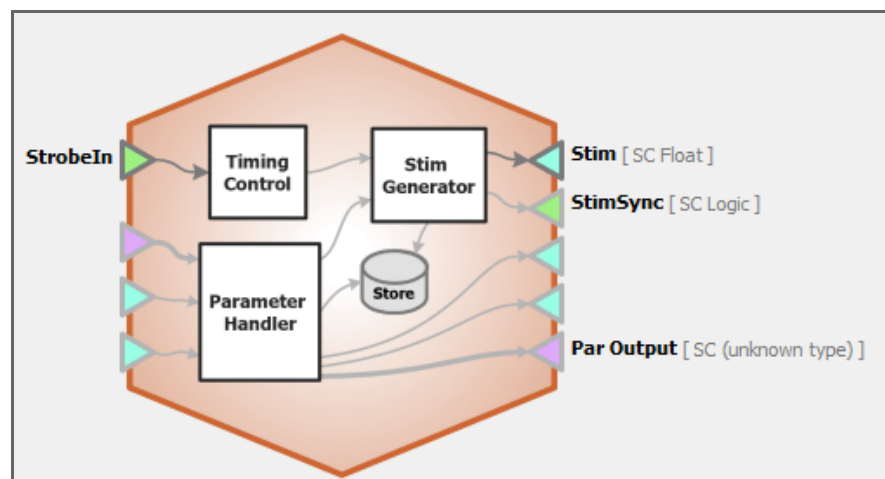 StrobeIn
Timing
Control
Stim
Generator
Stim [ SC Float ]
StimSync [ SC Logic ]
Parameter
Handler
Store
Par Output [ SC (unknown type) ]